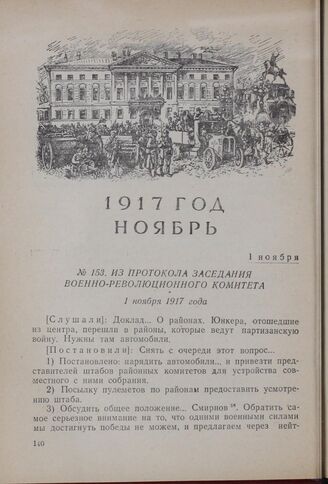 1917 ГОД
НОЯБРЬ
1 ноября
№ 153. ИЗ ПРОТОКОЛА ЗАСЕДАНИЯ
ВОЕННО-РЕВОЛЮЦИОННОГО КОМИТЕТА
1 ноября 1917 года
[Слушали]: Доклад... О районах. Юнкера, отошедшие
из центра, перешли в районы, которые ведут партизанскую
войну. Нужны там автомобили.
[Постановили]: Снять с очереди этот вопрос...
1) Постановлено: нарядить автомобили... и привезти пред-
ставителей штабов районных комитетов для устройства сов-
местного с ними собрания.
2) Посылку пулеметов по районам предоставить усмотре-
нию штаба.
3) Обсудить общее положение... Смирнов. Обратить са-
мое серьезное внимание на то, что одними военными силами
мы достигнуть победы не можем, и предлагаем через нейт-
140